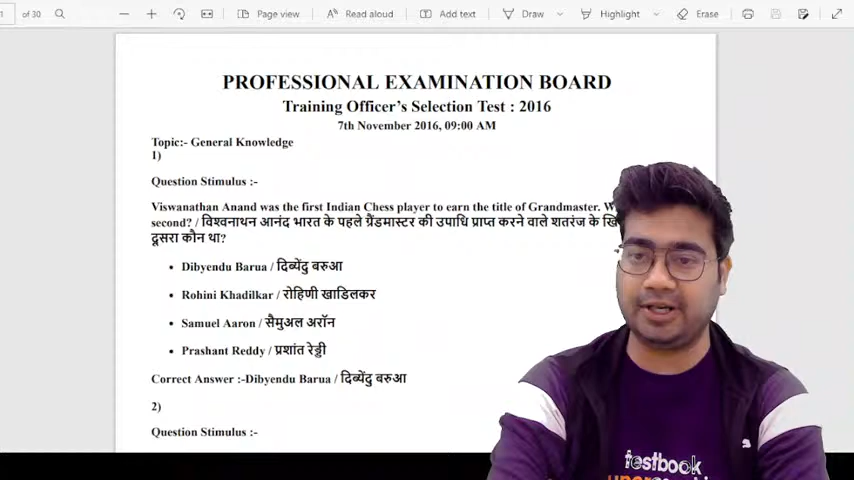 1 of 30 Page view Read aloud Add text Draw Highlight Erase
PROFESSIONAL EXAMINATION BOARD
Training Officer's Selection Test : 2016
7th November 2016, 09:00 AM
Topic:- General Knowledge
1)
Question Stimulus :-
Viswanathan Anand was the first Indian Chess player to earn the title of Grandmaster.
second? / विश्वनाथन आनंद भारत के पहले ग्रैंडमास्टर की उपाधि प्राप्त करने वाले शतरंज के
दूसरा कौन था?
• Dibyendu Barua / दिब्येंदु बरुआ
• Rohini Khadilkar / रोहिणी खाडिलकर
• Samuel Aaron / सैमुअल अरॉन
• Prashant Reddy / प्रशांत रेड्डी
Correct Answer :-Dibyendu Barua / दिब्येंदु बरुआ
2)
Question Stimulus :-
testbook